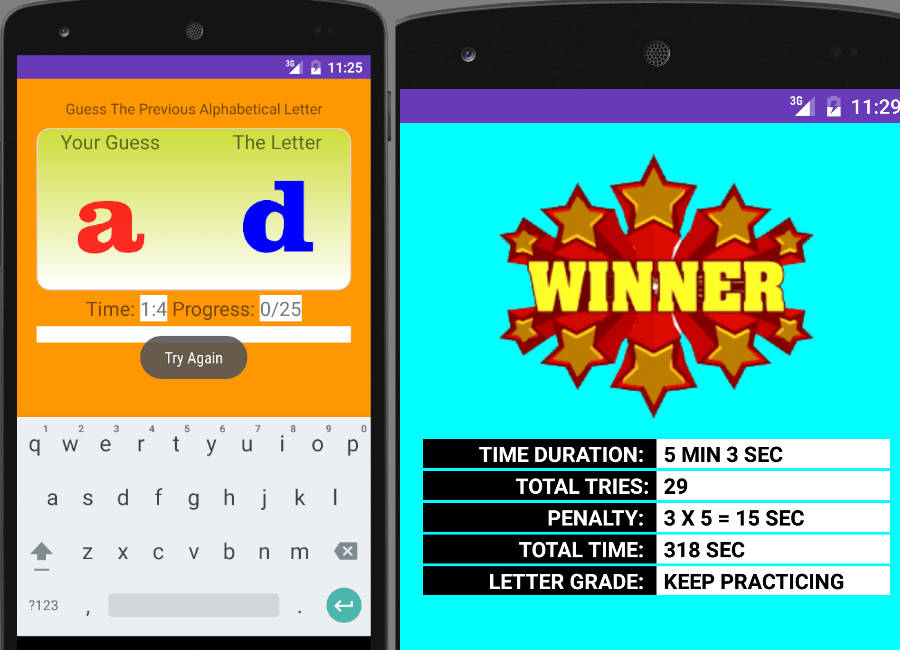 3G 11:25
Guess The Previous Alphabetical Letter
Your Guess The Letter
a d
Time: 1:4 Progress: 0/25
Try Again
1 2 3 4 5 6 7 8 9 0
q w e r t y u i o p
a s d f g h j k l
z x c v b n m
?123 , .
3G 11:29
WINNER
TIME DURATION: 5 MIN 3 SEC
TOTAL TRIES: 29
PENALTY: 3 X 5 = 15 SEC
TOTAL TIME: 318 SEC
LETTER GRADE: KEEP PRACTICING